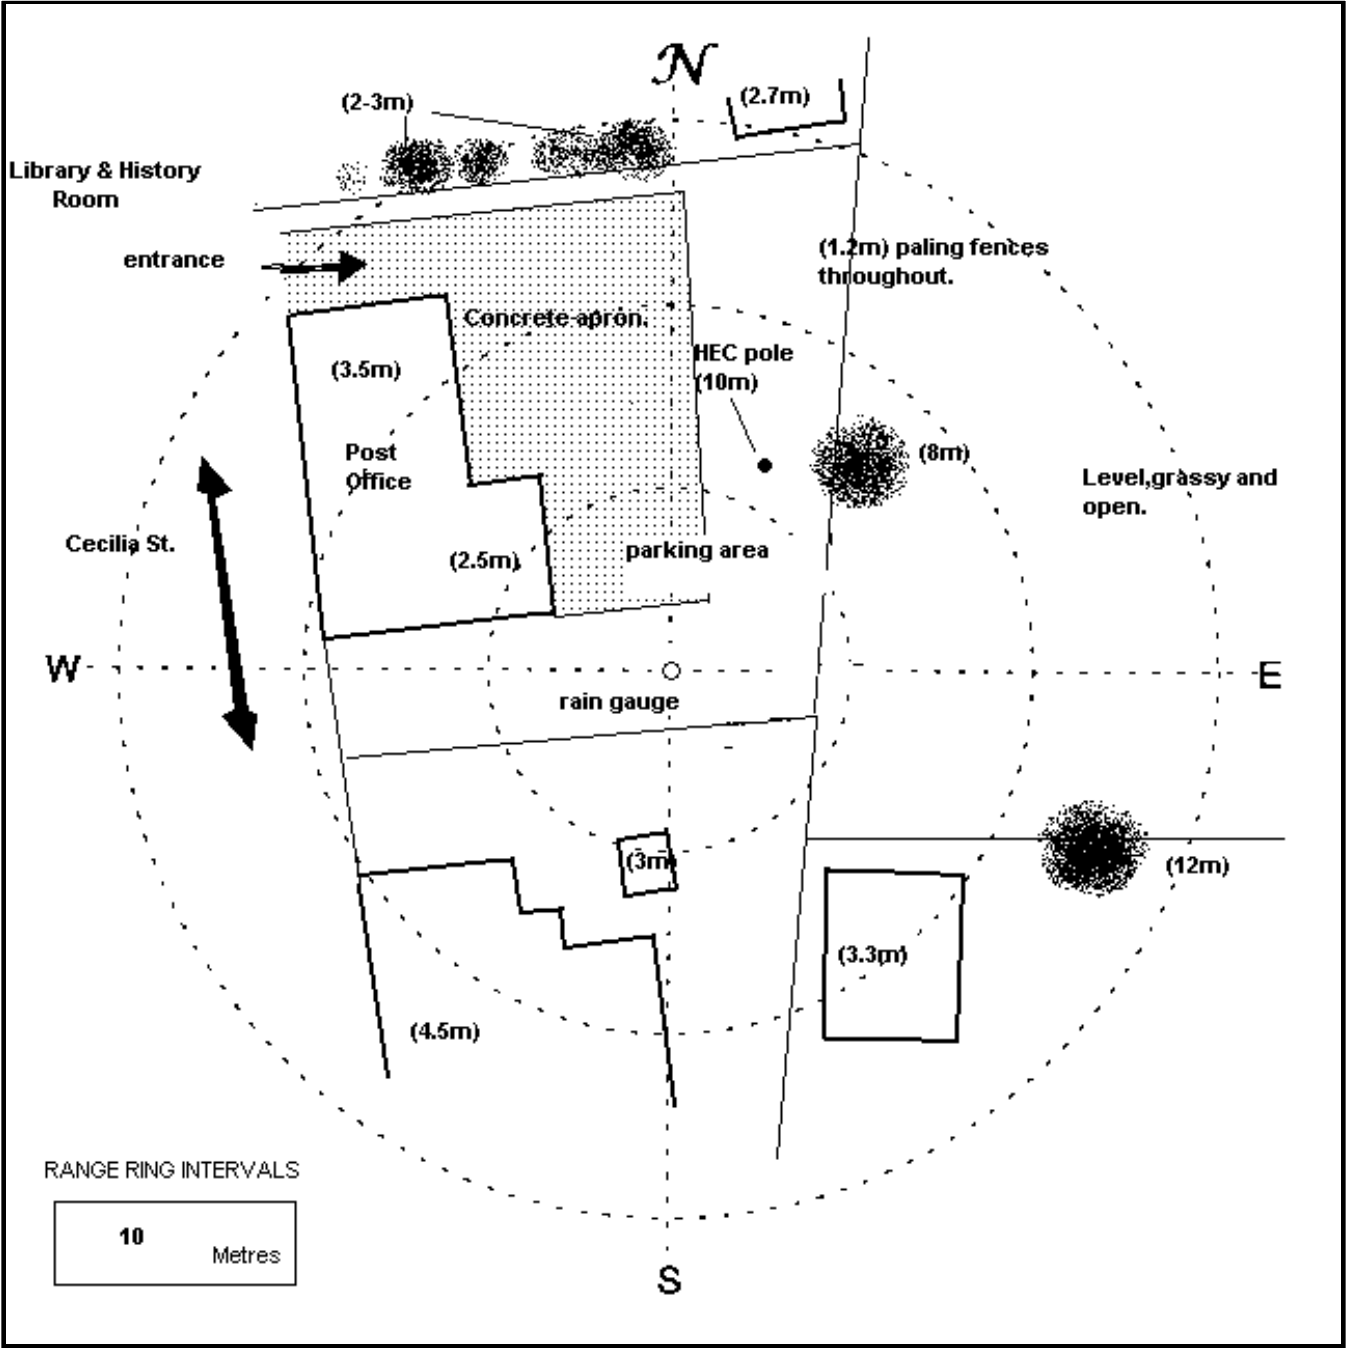 N
(2-3m)
(2.7m)
Library & History
Room
entrance
(1.2m) paling fences
throughout.
Concrete apron.
HEC pole
(10m)
(3.5m)
Post
Office
(8m)
Level,grassy and
open.
Cecilia St.
(2.5m)
parking area
W
E
rain gauge
(3m)
(12m)
(3.3m)
(4.5m)
RANGE RING INTERVALS
10
Metres
S